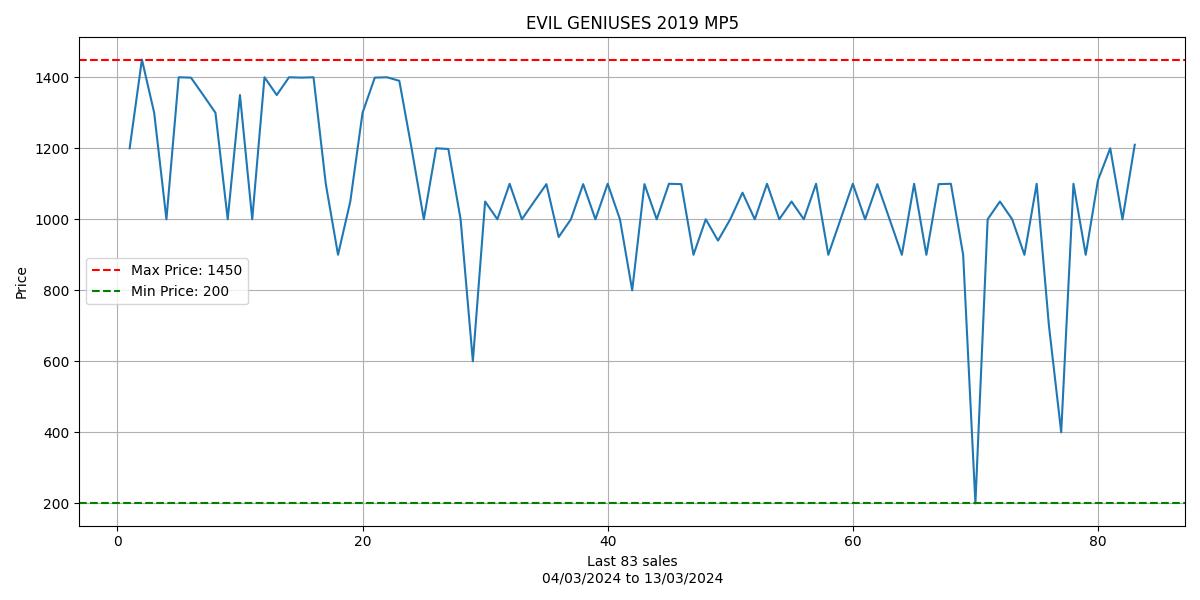 EVIL GENIUSES 2019 MP5
1400
1200
1000
800
600
400
200
Price
Max Price: 1450
Min Price: 200
0 20 40 60 80
Last 83 sales
04/03/2024 to 13/03/2024